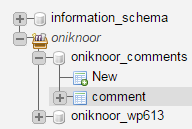 information_schema
oniknoor
oniknoor_comments
New
comment
oniknoor_wp613